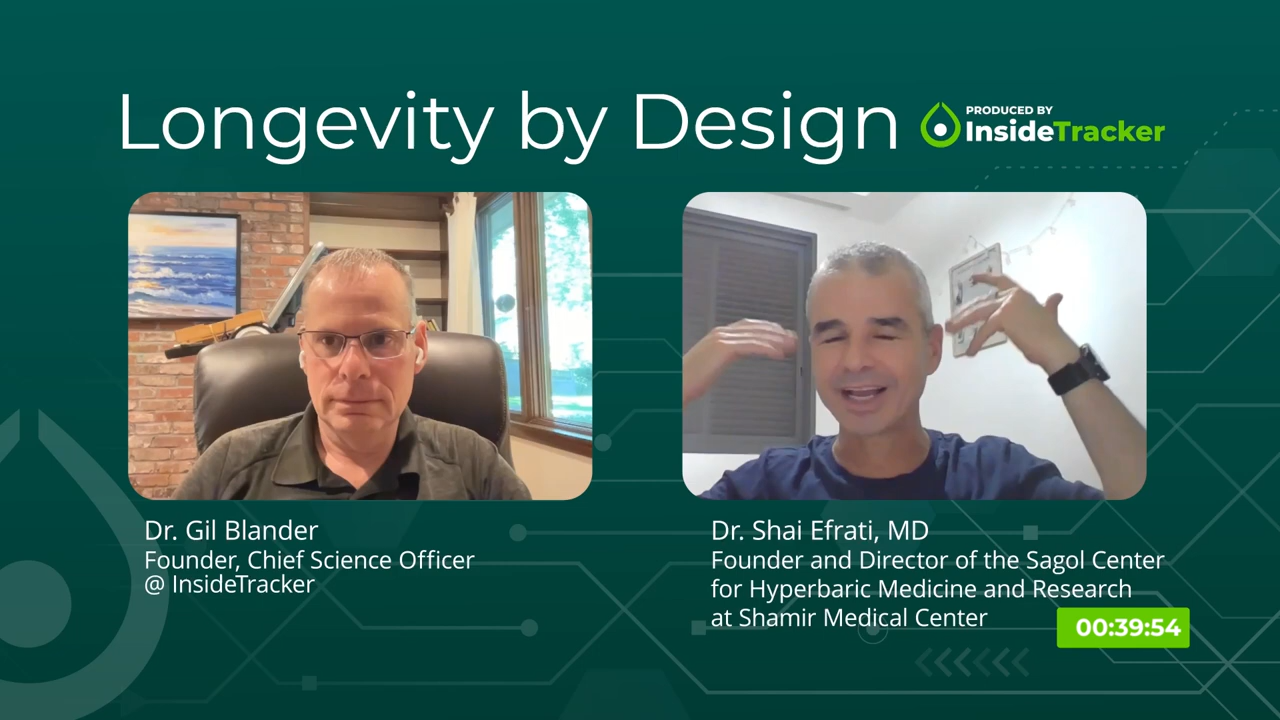 Longevity by Design
PRODUCED BY
InsideTracker
Dr. Gil Blander
Founder, Chief Science Officer
@ InsideTracker
Dr. Shai Efrati, MD
Founder and Director of the Sagol Center
for Hyperbaric Medicine and Research
at Shamir Medical Center
00:39:54